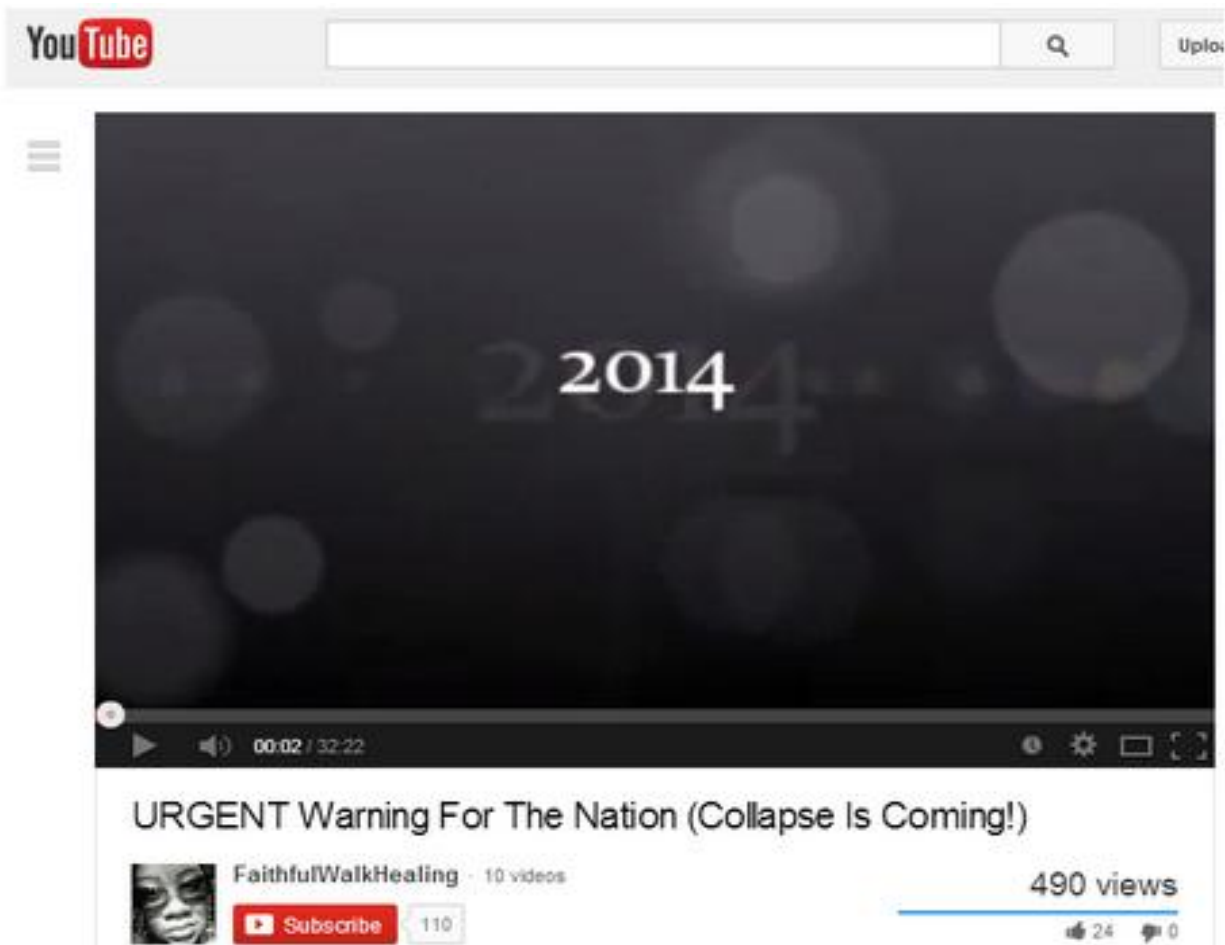 YouTube
Uploa
2014
00:02 / 32:22
URGENT Warning For The Nation (Collapse Is Coming!)
FaithfulWalkHealing · 10 videos
490 views
Subscribe 110
24 0